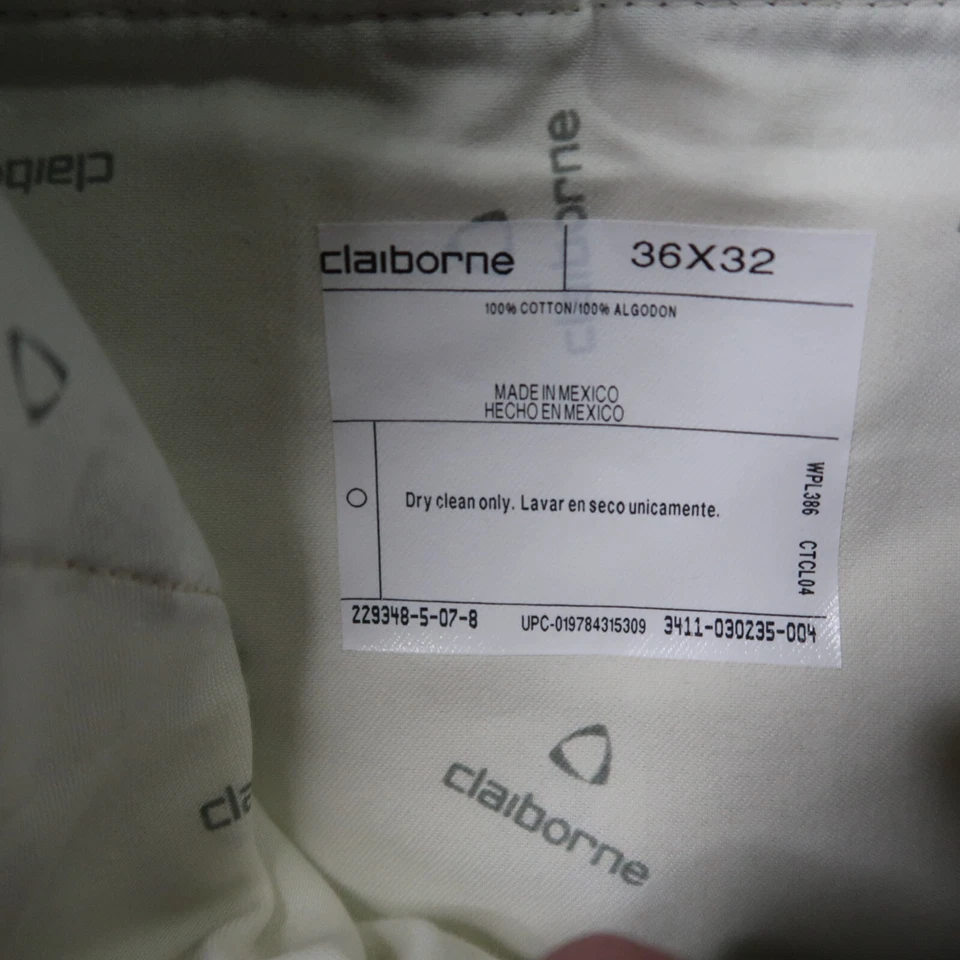 claiborne
claiborne
claiborne 36X32
100% COTTON/100% ALGODON
MADE IN MEXICO
HECHO EN MEXICO
Dry clean only. Lavar en seco unicamente.
WPL386 CTCL04
229348-5-07-8 UPC-019784315309 3411-030235-004
claiborne
cla